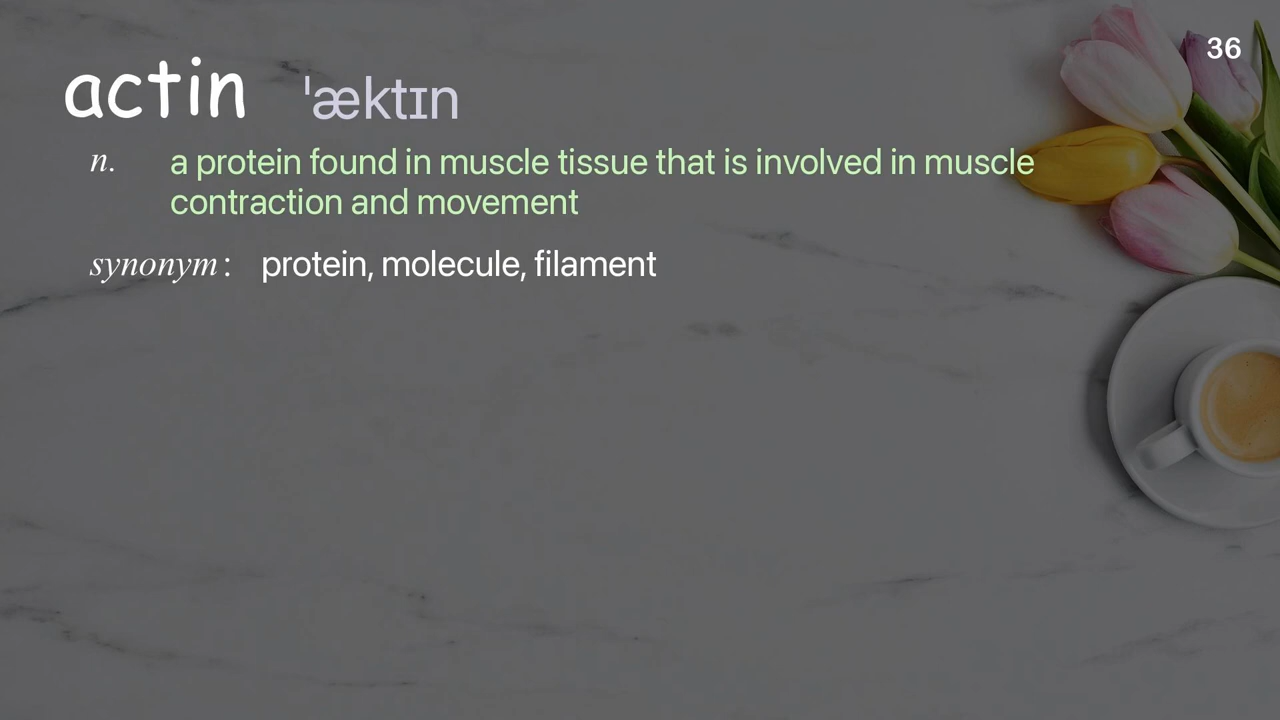 36
actin ˈæktɪn
n. a protein found in muscle tissue that is involved in muscle
contraction and movement
synonym : protein, molecule, filament